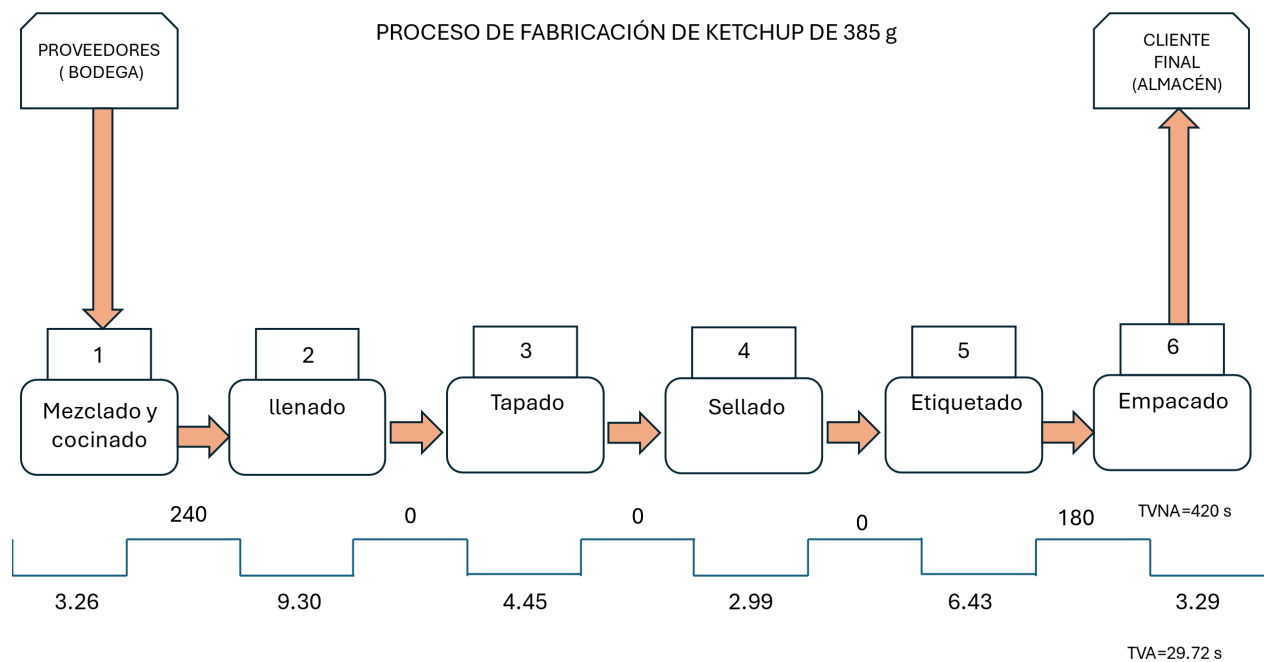 PROVEEDORES
( BODEGA)
PROCESO DE FABRICACIÓN DE KETCHUP DE 385 g
CLIENTE
FINAL
(ALMACÉN)
1
2
3
4
5
6
Mezclado y
cocinado
llenado
Tapado
Sellado
Etiquetado
Empacado
240
0
0
0
180
TVNA=420 s
3.26
9.30
4.45
2.99
6.43
3.29
TVA=29.72 s